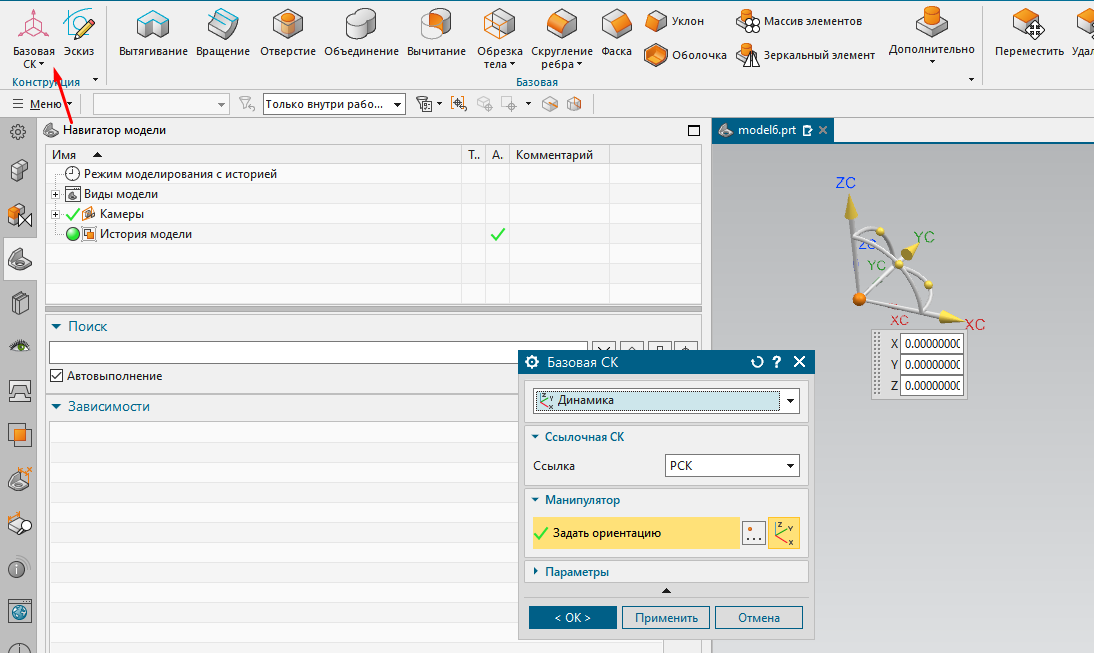 Базовая СК
Эскиз
Вытягивание
Вращение
Отверстие
Объединение
Вычитание
Обрезка тела
Скругление ребра
Фаска
Уклон
Оболочка
Массив элементов
Зеркальный элемент
Дополнительно
Переместить
Удал
Конструкция
Базовая
Меню
Только внутри рабо...
Навигатор модели
model6.prt
Имя Т.. А. Комментарий
Режим моделирования с историей
Виды модели
Камеры
История модели
ZC
YC
ZC
YC
XC
XC
X 0.00000000
Y 0.00000000
Z 0.00000000
Поиск
Автовыполнение
Зависимости
Базовая СК
Динамика
Ссылочная СК
Ссылка РСК
Манипулятор
Задать ориентацию
Параметры
< ОК > Применить Отмена